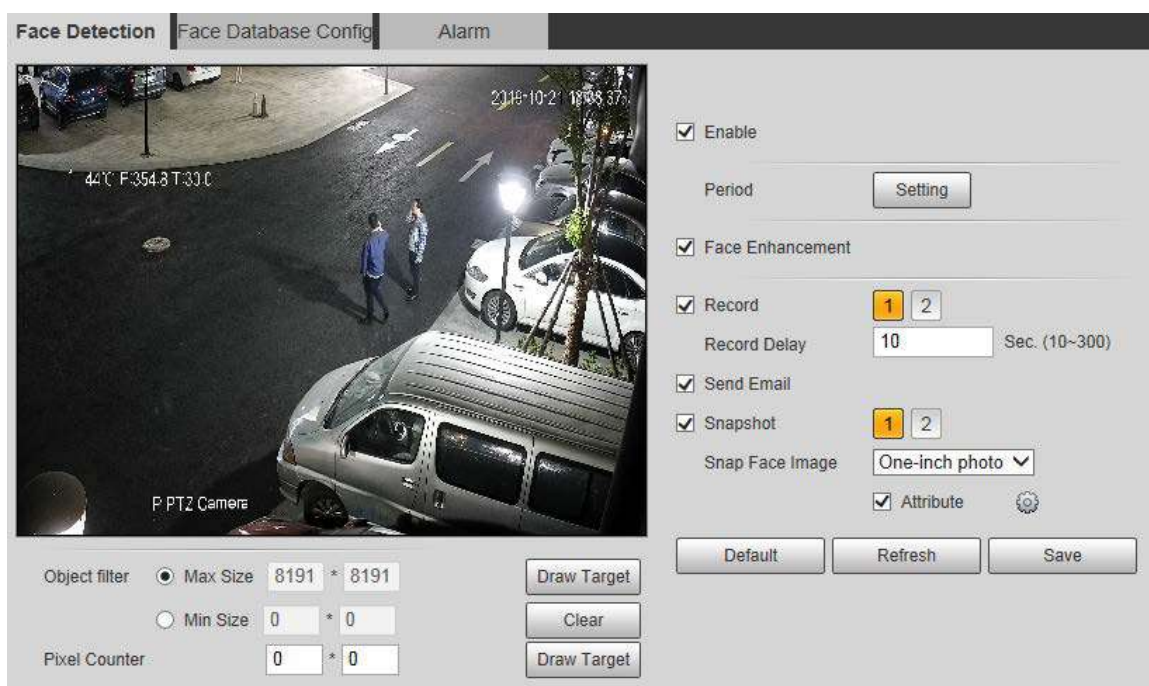 Face Detection Face Database Config Alarm
Enable
Period Setting
Face Enhancement
Record 1 2
Record Delay 10 Sec. (10~300)
Send Email
Snapshot 1 2
Snap Face Image One-inch photo
Attribute
Default Refresh Save
PTZ Camera
Object filter Max Size 8191 * 8191 Draw Target
Min Size 0 * 0 Clear
Pixel Counter 0 * 0 Draw Target